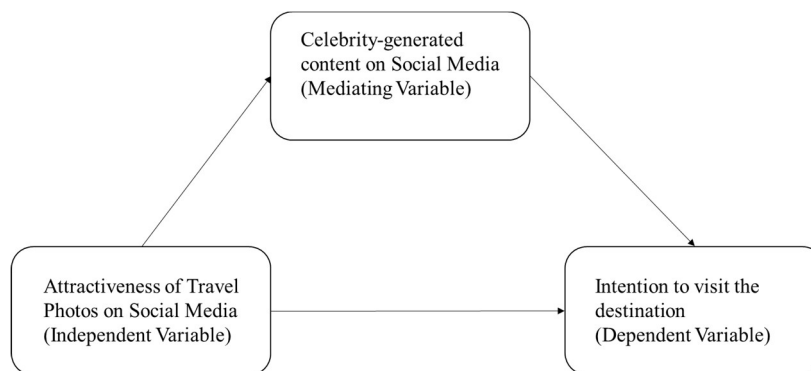 Celebrity-generated
content on Social Media
(Mediating Variable)
Attractiveness of Travel
Photos on Social Media
(Independent Variable)
Intention to visit the
destination
(Dependent Variable)